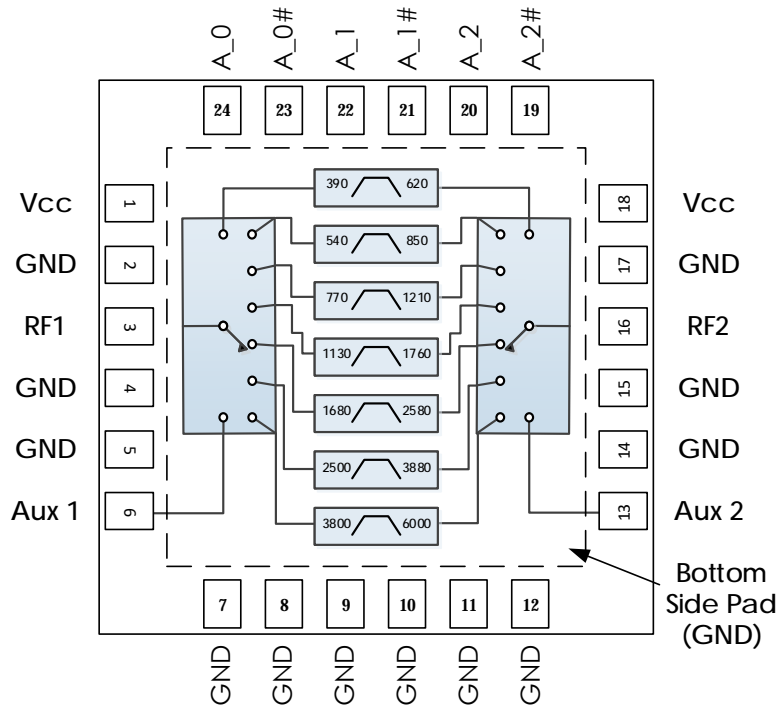 A_0 A_0# A_1 A_1# A_2 A_2#
24 23 22 21 20 19
390 620
Vcc 1 18 Vcc
540 850
GND 2 17 GND
770 1210
RF1 3 16 RF2
1130 1760
GND 4 15 GND
1680 2580
GND 5 14 GND
2500 3880
Aux 1 6 13 Aux 2
3800 6000
Bottom
Side Pad
(GND)
7 8 9 10 11 12
GND GND GND GND GND GND